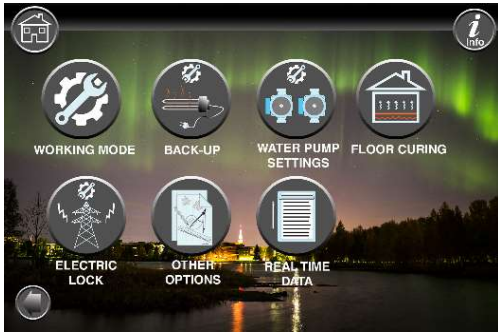 i
Info
WORKING MODE
BACK-UP
WATER PUMP
SETTINGS
FLOOR CURING
ELECTRIC
LOCK
OTHER
OPTIONS
REAL TIME
DATA